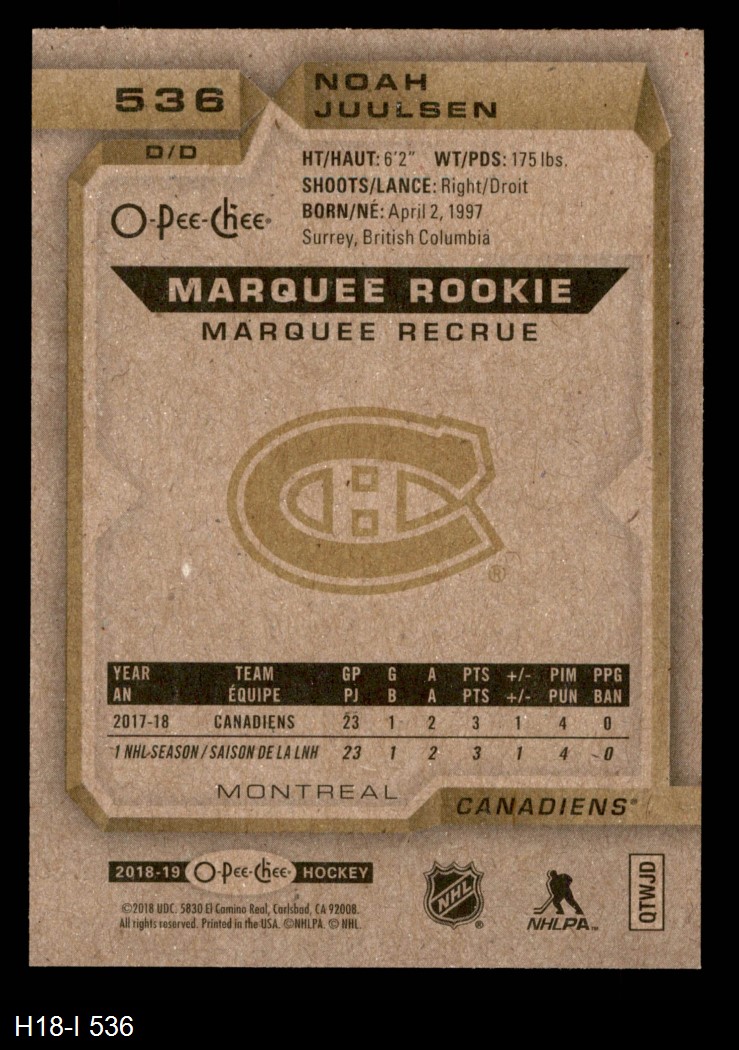 536
NOAH
JUULSEN
D/D
HT/HAUT: 6'2" WT/PDS: 175 lbs.
SHOOTS/LANCE: Right/Droit
BORN/NÉ: April 2, 1997
Surrey, British Columbia
O-Pee-Chee®
MARQUEE ROOKIE
MARQUEE RECRUE
®
YEAR TEAM GP G A PTS +/- PIM PPG
AN ÉQUIPE PJ B A PTS +/- PUN BAN
2017-18 CANADIENS 23 1 2 3 1 4 0
1 NHL SEASON / SAISON DE LA LNH 23 1 2 3 1 4 0
MONTREAL CANADIENS®
2018-19 O-Pee-Chee HOCKEY
©2018 UDC. 5830 El Camino Real, Carlsbad, CA 92008.
All rights reserved. Printed in the USA. ©NHLPA. © NHL.
NHL ®
NHLPA™
QTWJD
H18-I 536